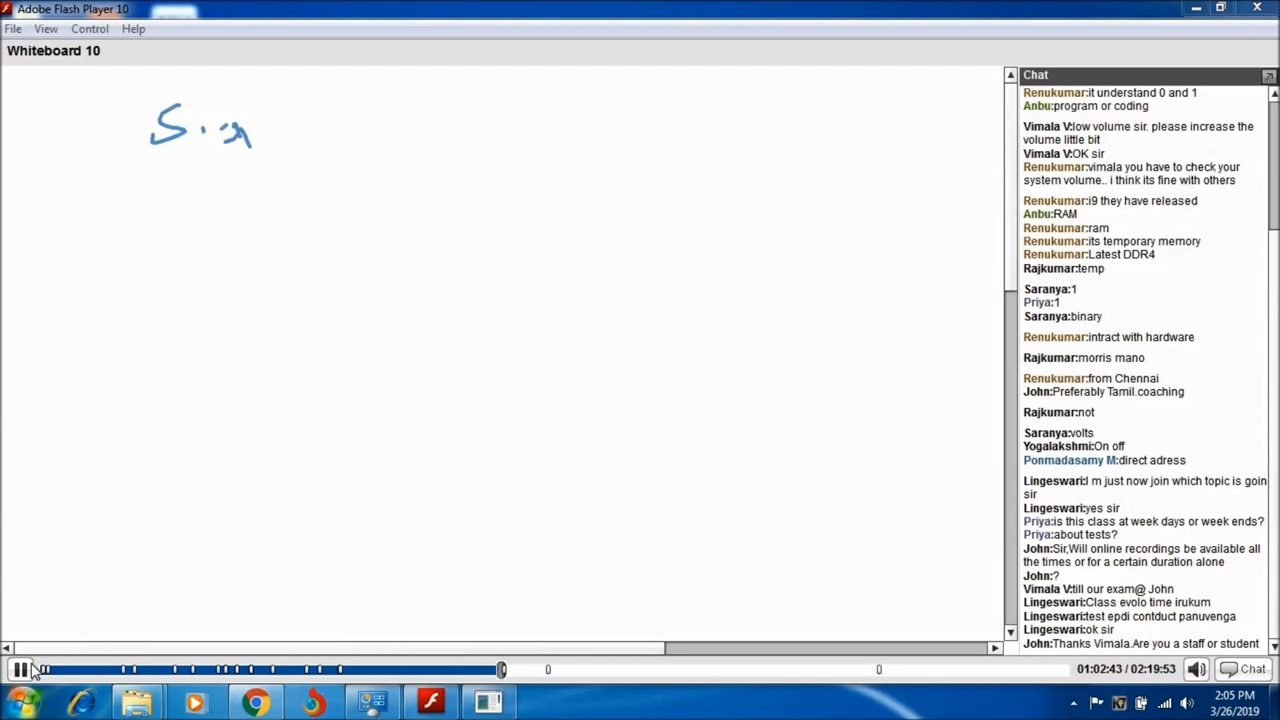 Adobe Flash Player 10
File View Control Help
Whiteboard 10
Chat
Renukumar:it understand 0 and 1
Anbu:program or coding
Vimala V:low volume sir. please increase the
volume little bit
Vimala V:OK sir
Renukumar:vimala you have to check your
system volume.. i think its fine with others
Renukumar:i9 they have released
Anbu:RAM
Renukumar:ram
Renukumar:its temporary memory
Renukumar:Latest DDR4
Rajkumar:temp
Saranya:1
Priya:1
Saranya:binary
Renukumar:intract with hardware
Rajkumar:morris mano
Renukumar:from Chennai
John:Preferably Tamil.coaching
Rajkumar:not
Saranya:volts
Yogalakshmi:On off
Ponmadasamy M:direct adress
Lingeswari:I m just now join which topic is goin
sir
Lingeswari:yes sir
Priya:is this class at week days or week ends?
Priya:about tests?
John:Sir,Will online recordings be available all
the times or for a certain duration alone
John:?
Vimala V:till our exam@ John
Lingeswari:Class evolo time irukum
Lingeswari:test epdi contduct panuvenga
Lingeswari:ok sir
John:Thanks Vimala.Are you a staff or student
01:02:43 / 02:19:53 Chat
2:05 PM
3/26/2019